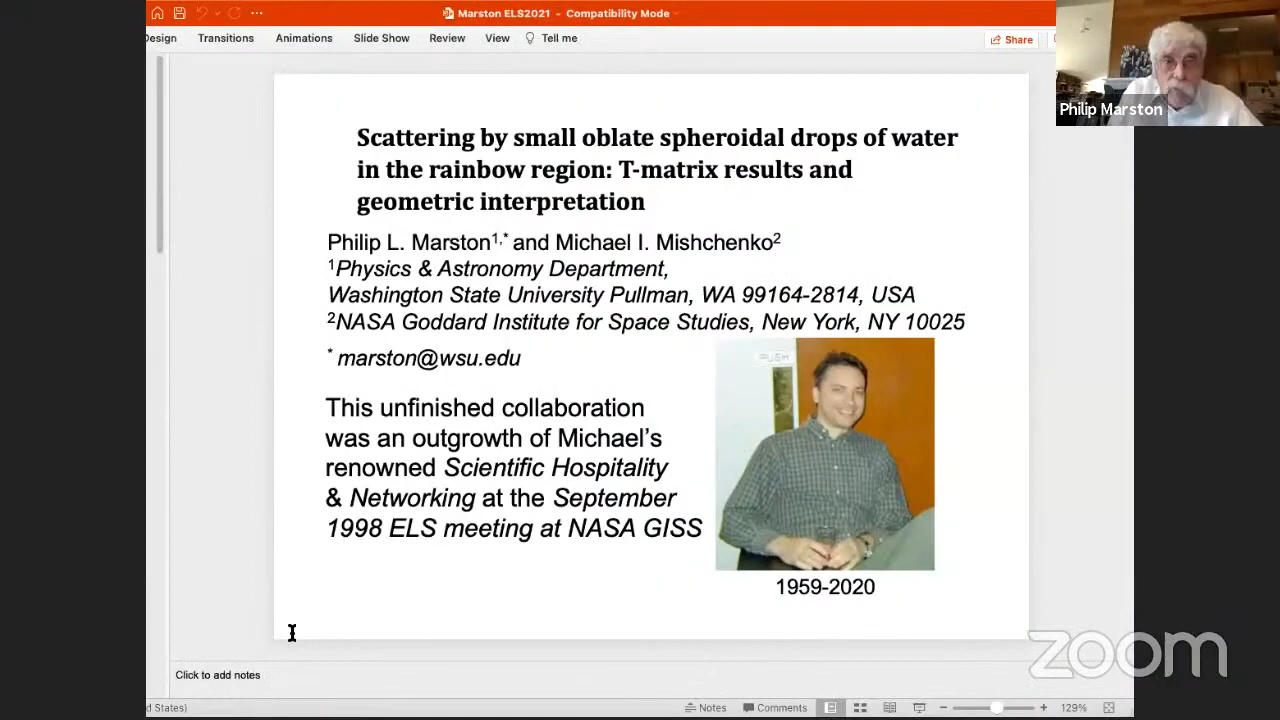 Marston ELS2021 - Compatibility Mode
Design Transitions Animations Slide Show Review View Tell me
Share
Philip Marston
Scattering by small oblate spheroidal drops of water
in the rainbow region: T-matrix results and
geometric interpretation
Philip L. Marston1,* and Michael I. Mishchenko2
1Physics & Astronomy Department,
Washington State University Pullman, WA 99164-2814, USA
2NASA Goddard Institute for Space Studies, New York, NY 10025
* marston@wsu.edu
PUSH
This unfinished collaboration
was an outgrowth of Michael's
renowned Scientific Hospitality
& Networking at the September
1998 ELS meeting at NASA GISS
1959-2020
zoom
Click to add notes
d States) Notes Comments 129%